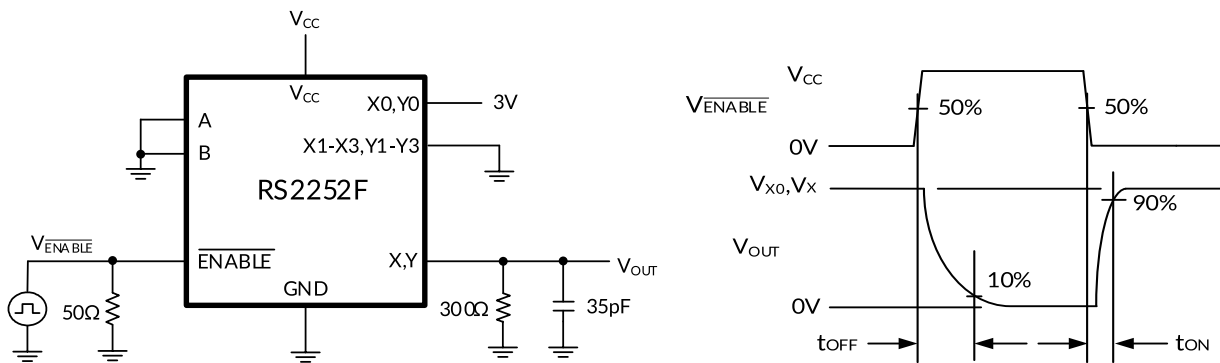 VCC
VCC
X0,Y0
3V
A
B
X1-X3,Y1-Y3
RS2252F
VENABLE
ENABLE
X,Y
VOUT
GND
50Ω
300Ω
35pF
VCC
VENABLE
50%
50%
0V
VX0,VX
90%
VOUT
10%
0V
tOFF
tON